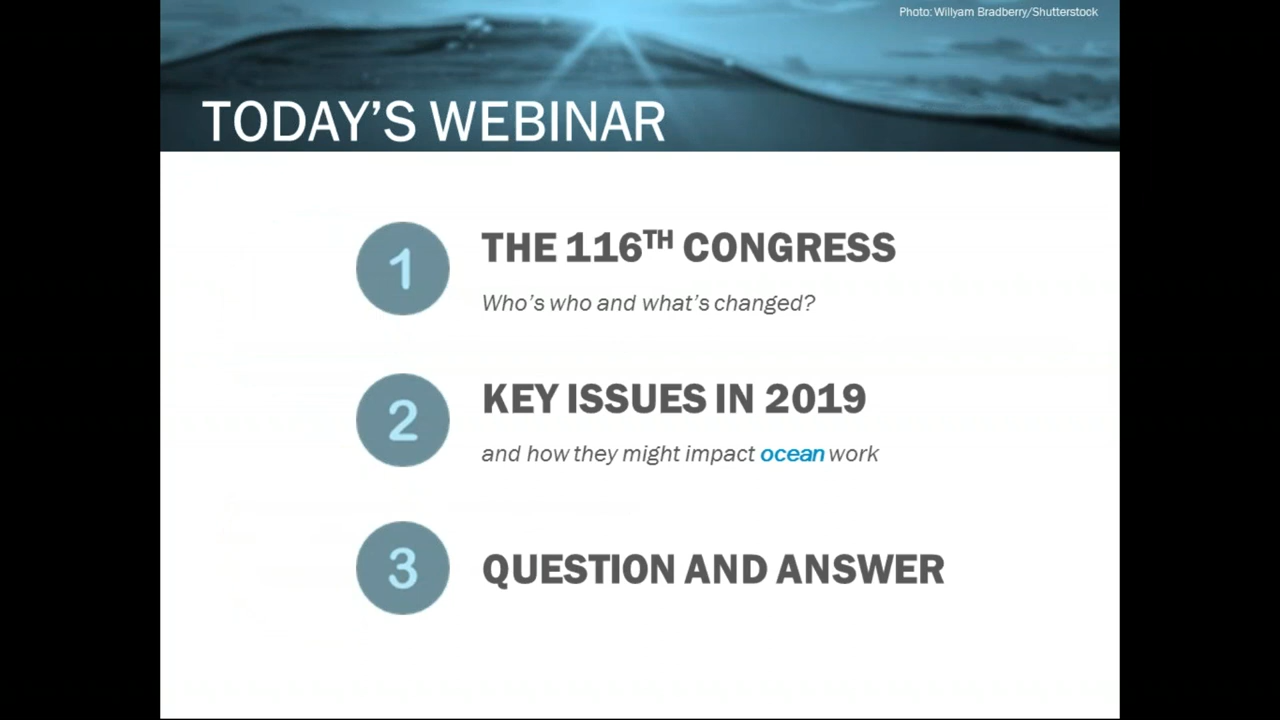 Photo: Willyam Bradberry/Shutterstock
TODAY’S WEBINAR
1
THE 116TH CONGRESS
Who’s who and what’s changed?
2
KEY ISSUES IN 2019
and how they might impact ocean work
3
QUESTION AND ANSWER